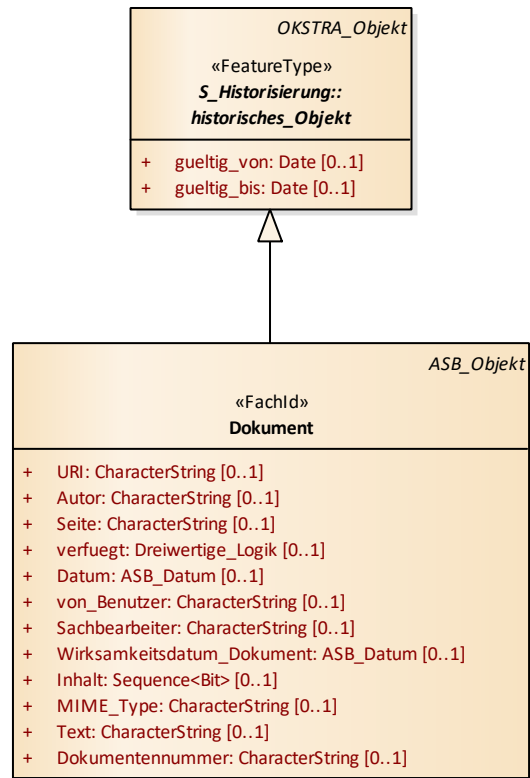 OKSTRA_Objekt
«FeatureType»
S_Historisierung::
historisches_Objekt
+ gueltig_von: Date [0..1]
+ gueltig_bis: Date [0..1]
ASB_Objekt
«FachId»
Dokument
+ URI: CharacterString [0..1]
+ Autor: CharacterString [0..1]
+ Seite: CharacterString [0..1]
+ verfuegt: Dreiwertige_Logik [0..1]
+ Datum: ASB_Datum [0..1]
+ von_Benutzer: CharacterString [0..1]
+ Sachbearbeiter: CharacterString [0..1]
+ Wirksamkeitsdatum_Dokument: ASB_Datum [0..1]
+ Inhalt: Sequence<Bit> [0..1]
+ MIME_Type: CharacterString [0..1]
+ Text: CharacterString [0..1]
+ Dokumentennummer: CharacterString [0..1]